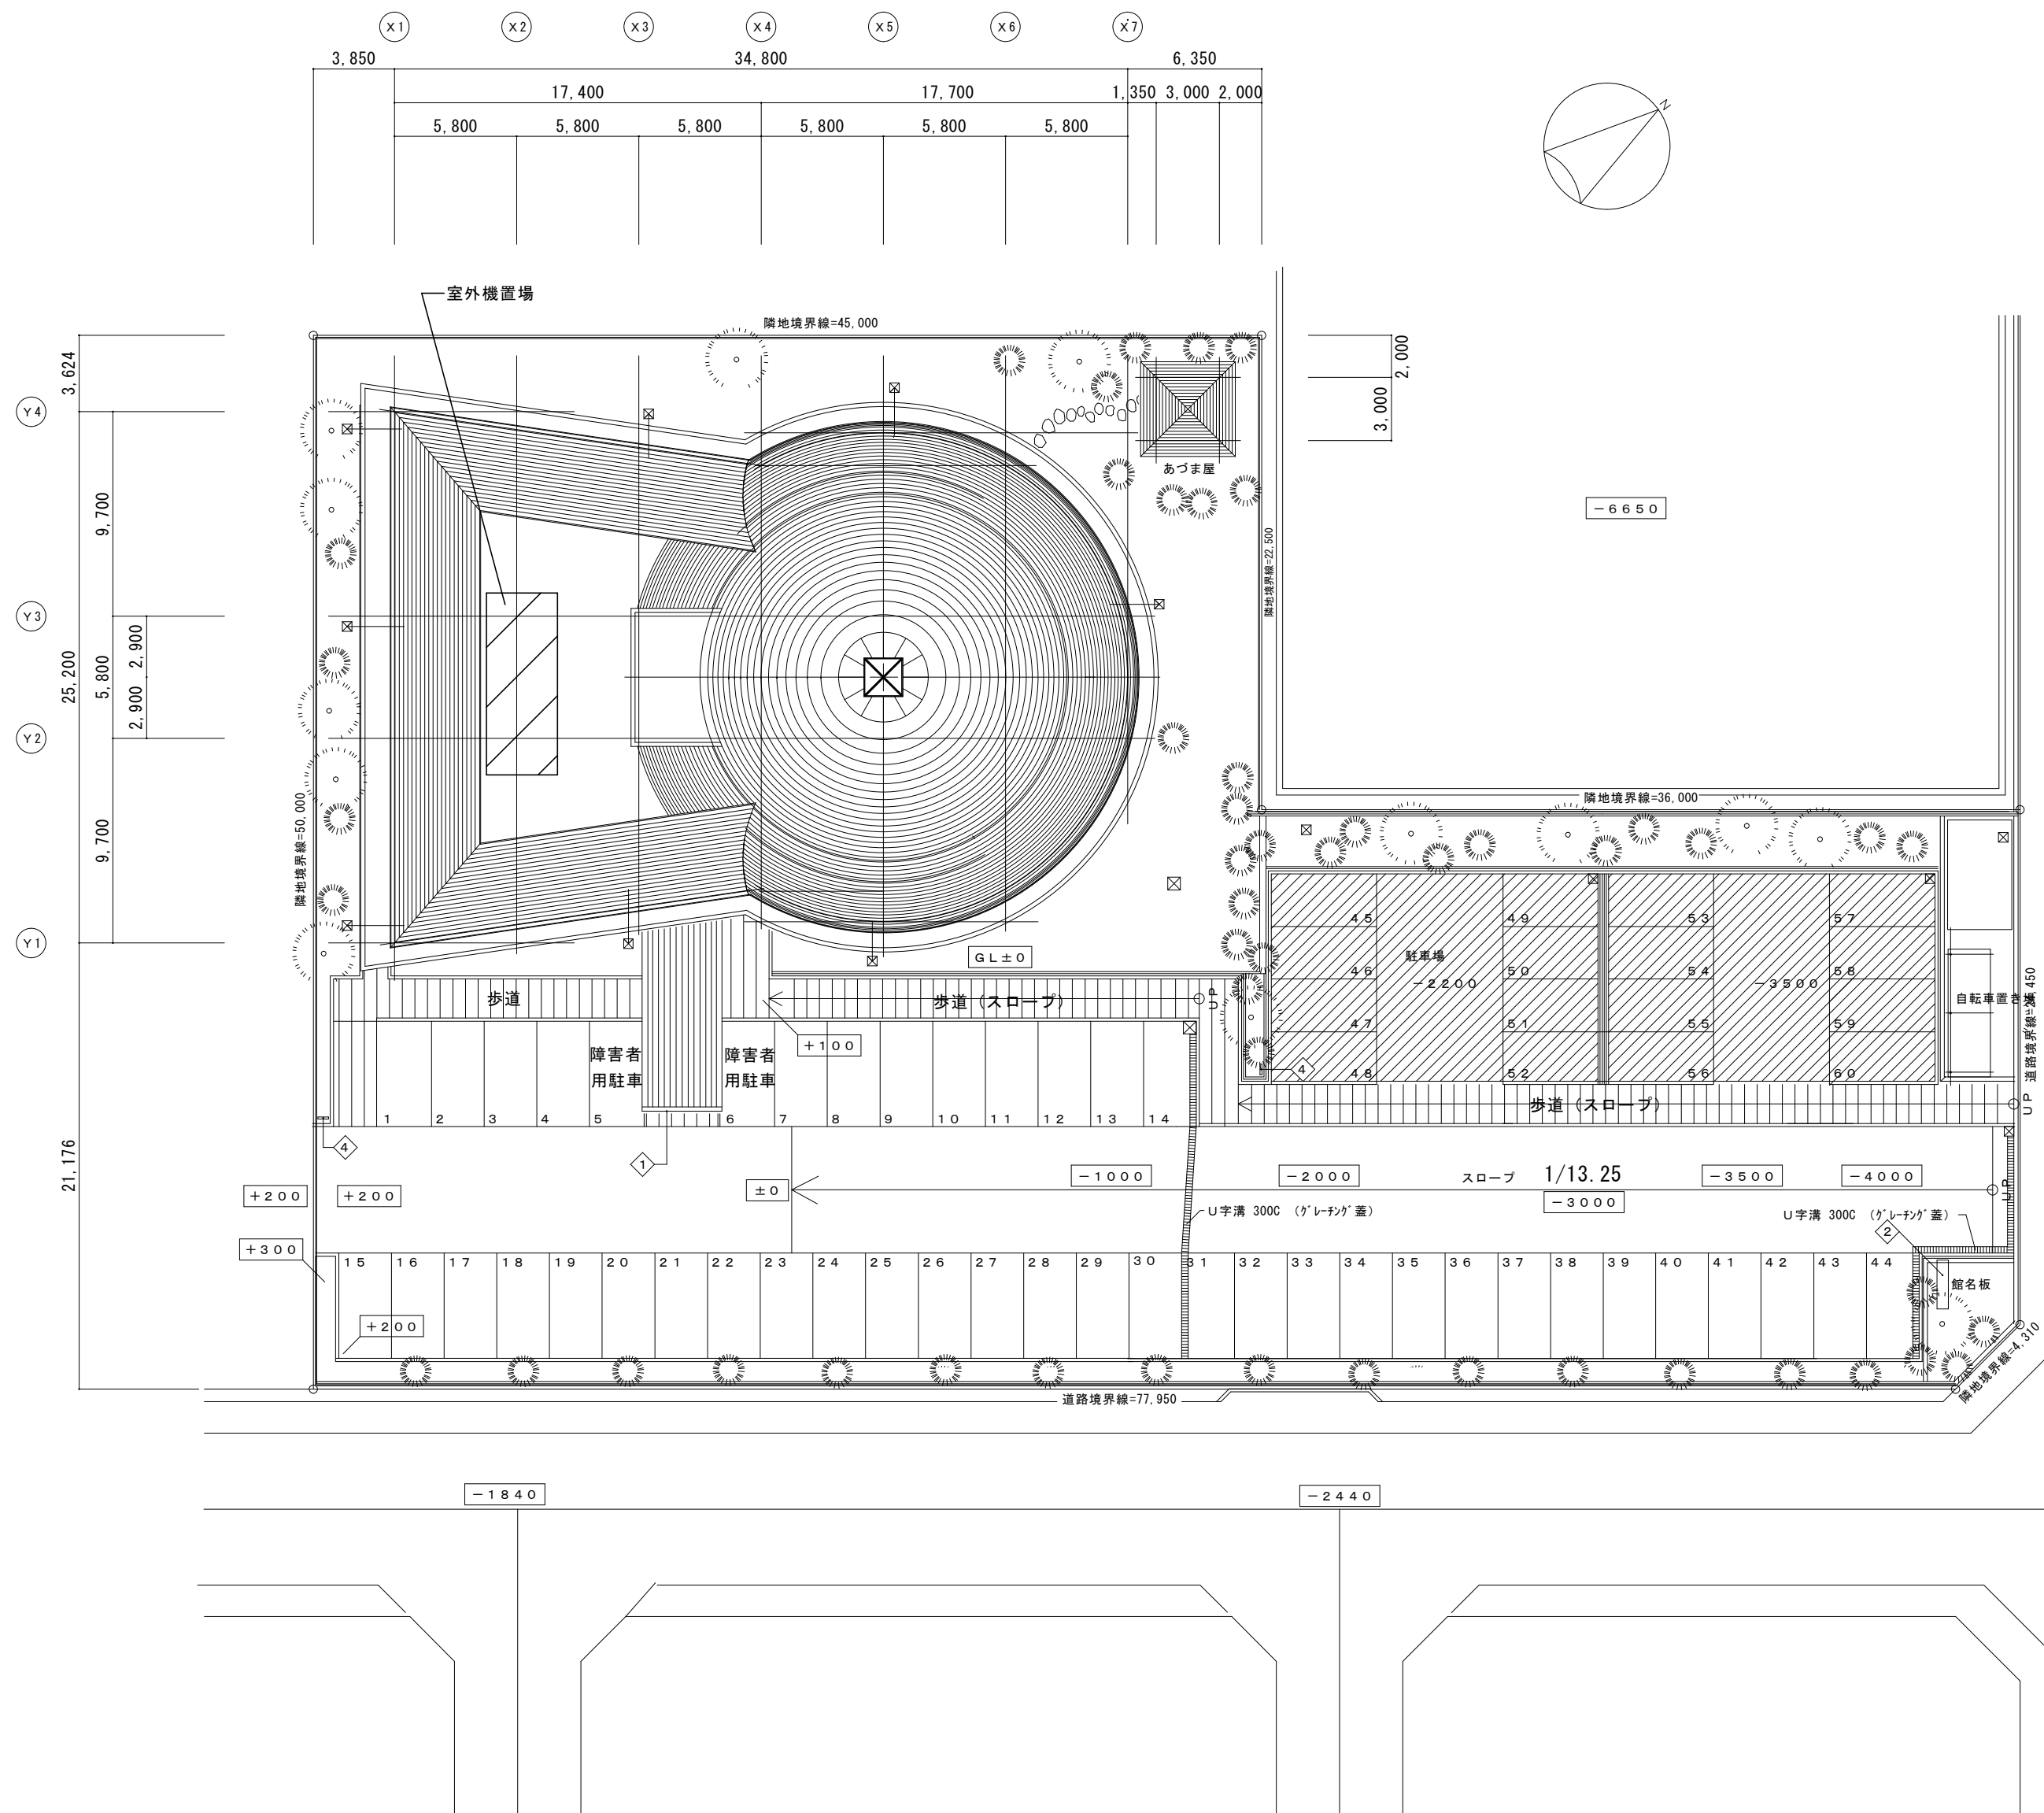 X1 X2 X3 X4 X5 X6 X7
3,850 34,800 6,350
17,400 17,700 1,350 3,000 2,000
5,800 5,800 5,800 5,800 5,800 5,800
N
室外機置場
隣地境界線=45,000
3,624
2,000
3,000
Y4
9,700
あづま屋
-6650
隣地境界線=22,500
Y3
25,200
5,800
2,900
2,900
Y2
隣地境界線=50,000
隣地境界線=36,000
9,700
Y1
45 49 53 57
駐車場
GL±0
46 50 54 58
-2200 -3500
歩道
歩道(スロープ)
UP
自転車置き場
道路境界線=24,450
47 51 55 59
+100
障害者
用駐車
障害者
用駐車
4
48 52 56 60
歩道(スロープ)
UP
1 2 3 4 5 6 7 8 9 10 11 12 13 14
4
1
21,176
-1000 -2000 スロープ 1/13.25 -3500 -4000
+200 +200 ±0 -3000 UP
U字溝 300C (グレーチング蓋)
U字溝 300C (グレーチング蓋)
2
+300
15 16 17 18 19 20 21 22 23 24 25 26 27 28 29 30 31 32 33 34 35 36 37 38 39 40 41 42 43 44
館名板
+200
隣地境界線=4,310
道路境界線=77,950
-1840 -2440